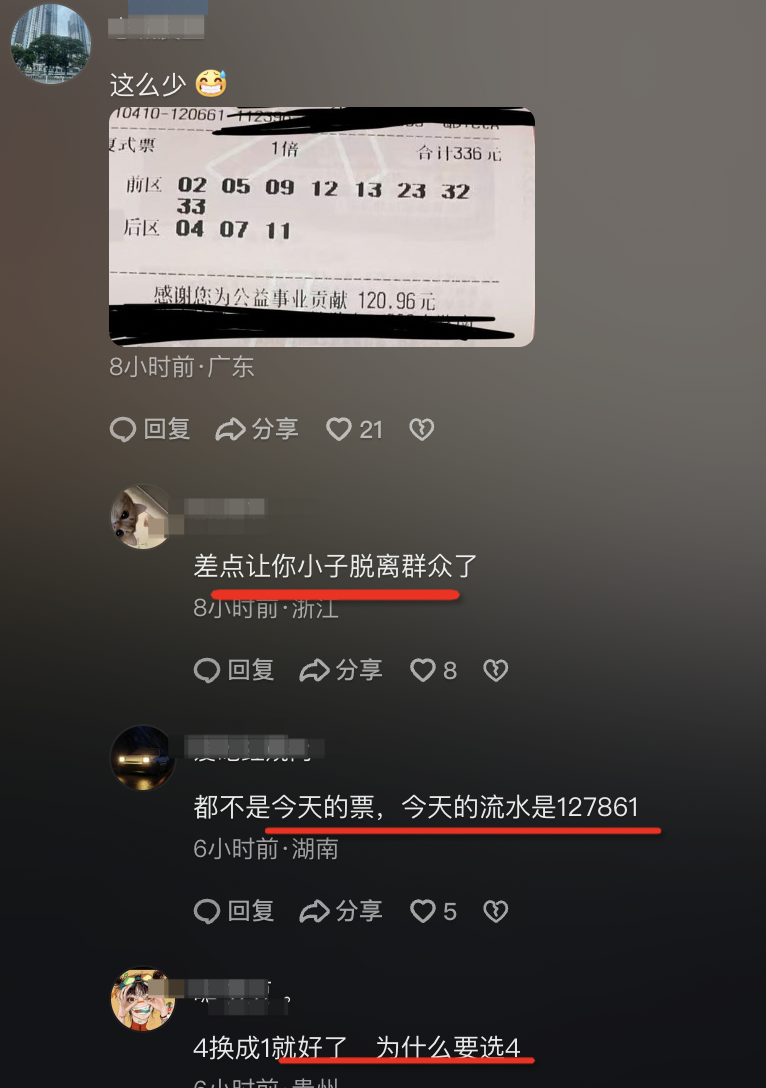 这么少
10410-120661-112390
复式票 1倍 合计336元
前区 02 05 09 12 13 23 32
33
后区 04 07 11
感谢您为公益事业贡献 120.96元
8小时前·广东
回复 分享 21
差点让你小子脱离群众了
8小时前·浙江
回复 分享 8
都不是今天的票，今天的流水是127861
6小时前·湖南
回复 分享 5
4换成1就好了 为什么要选4
6小时前·贵州